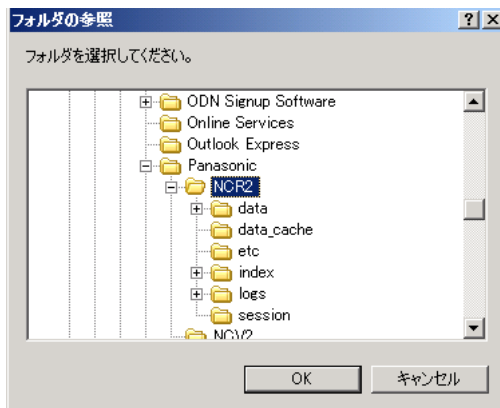 フォルダの参照
フォルダを選択してください。
ODN Signup Software
Online Services
Outlook Express
Panasonic
NCR2
data
data_cache
etc
index
logs
session
NCV2
OK キャンセル